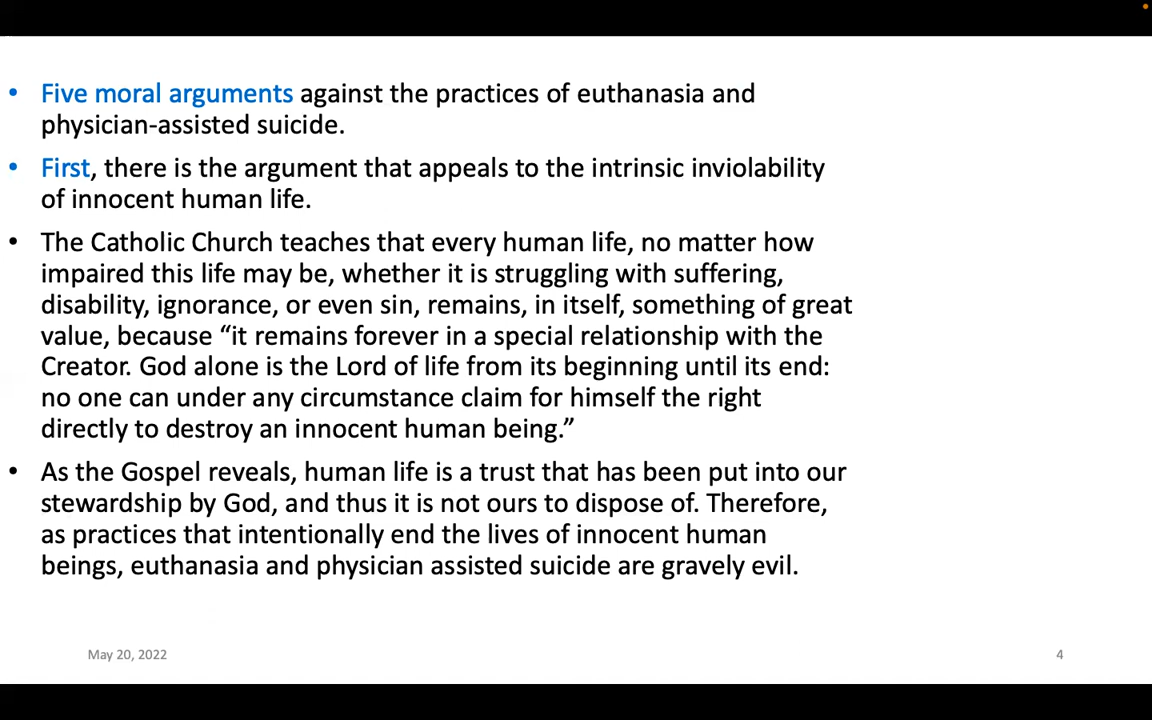 • Five moral arguments against the practices of euthanasia and
physician-assisted suicide.
• First, there is the argument that appeals to the intrinsic inviolability
of innocent human life.
• The Catholic Church teaches that every human life, no matter how
impaired this life may be, whether it is struggling with suffering,
disability, ignorance, or even sin, remains, in itself, something of great
value, because “it remains forever in a special relationship with the
Creator. God alone is the Lord of life from its beginning until its end:
no one can under any circumstance claim for himself the right
directly to destroy an innocent human being.”
• As the Gospel reveals, human life is a trust that has been put into our
stewardship by God, and thus it is not ours to dispose of. Therefore,
as practices that intentionally end the lives of innocent human
beings, euthanasia and physician assisted suicide are gravely evil.
May 20, 2022
4